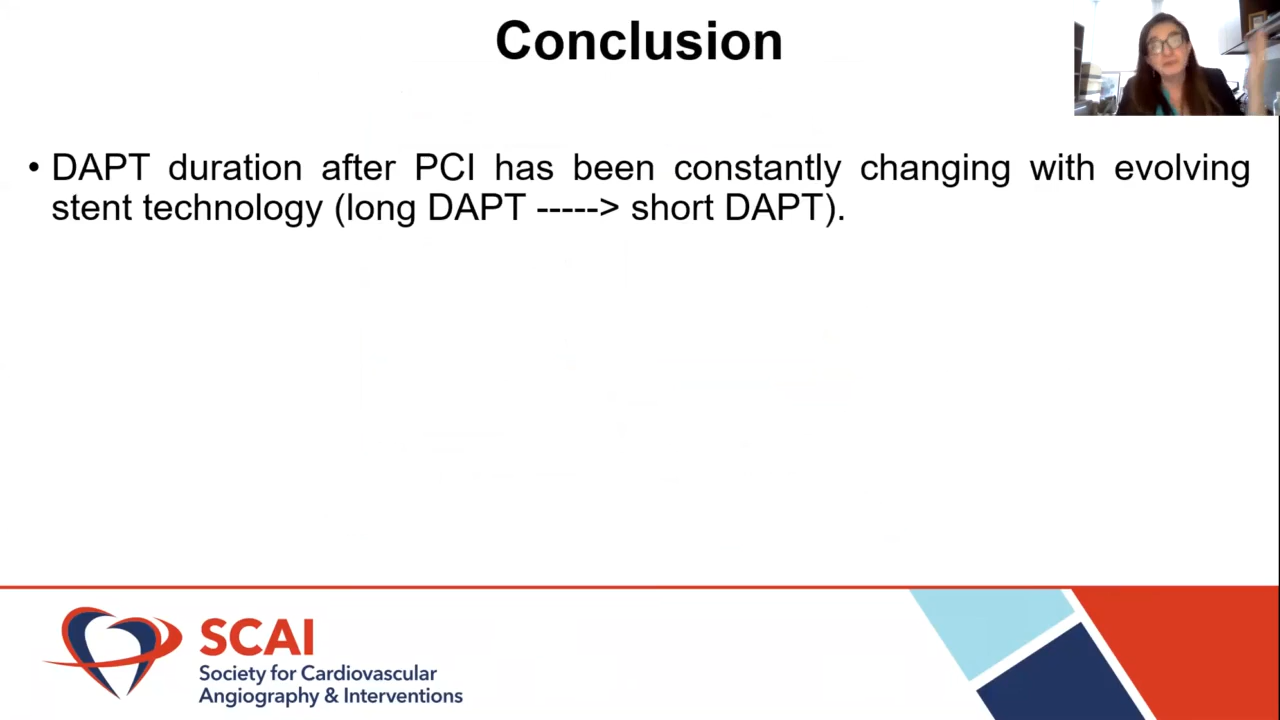 Conclusion
• DAPT duration after PCI has been constantly changing with evolving
stent technology (long DAPT -----> short DAPT).
SCAI
Society for Cardiovascular
Angiography & Interventions